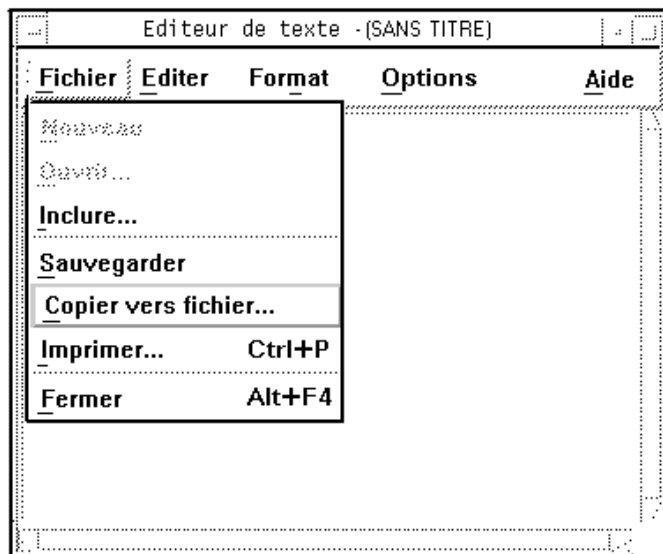 Editeur de texte -(SANS TITRE)
Fichier Editer Format Options Aide
Nouveau
Ouvrir...
Inclure...
Sauvegarder
Copier vers fichier...
Imprimer... Ctrl+P
Fermer Alt+F4